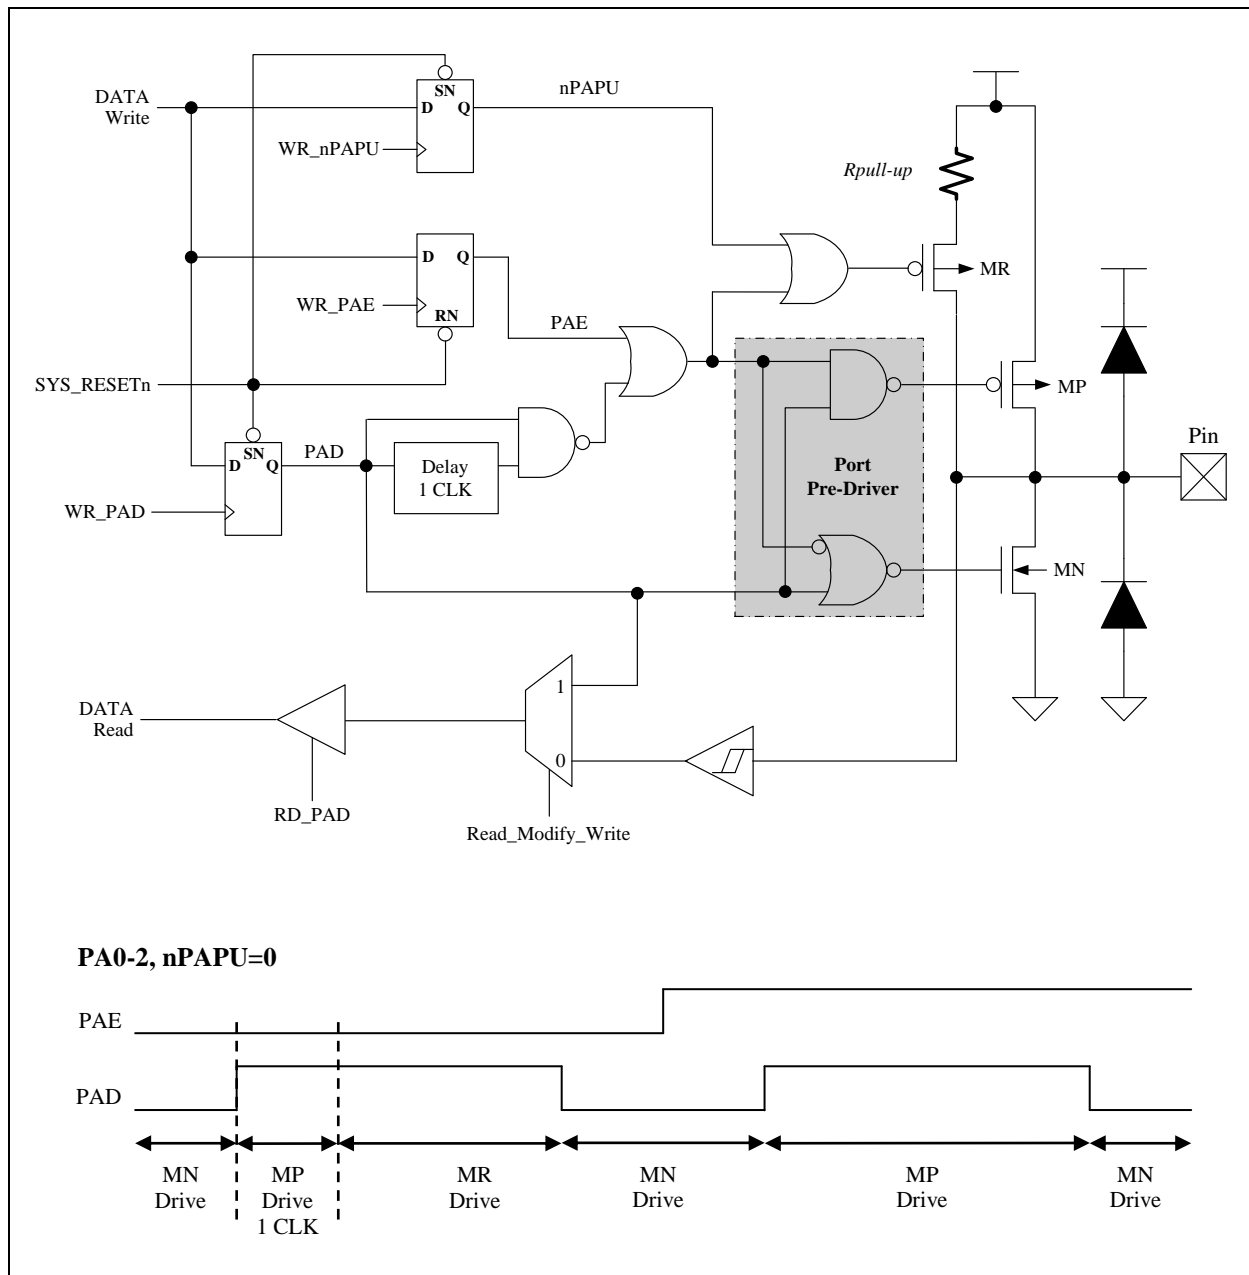 SN
DATA
Write
D
Q
nPAPU
WR_nPAPU
Rpull-up
D
Q
MR
WR_PAE
RN
PAE
SYS_RESETn
MP
SN
PAD
D
Q
Delay
1 CLK
Port
Pre-Driver
Pin
WR_PAD
MN
1
DATA
Read
0
RD_PAD
Read_Modify_Write
PA0-2, nPAPU=0
PAE
PAD
MN
Drive
MP
Drive
1 CLK
MR
Drive
MN
Drive
MP
Drive
MN
Drive